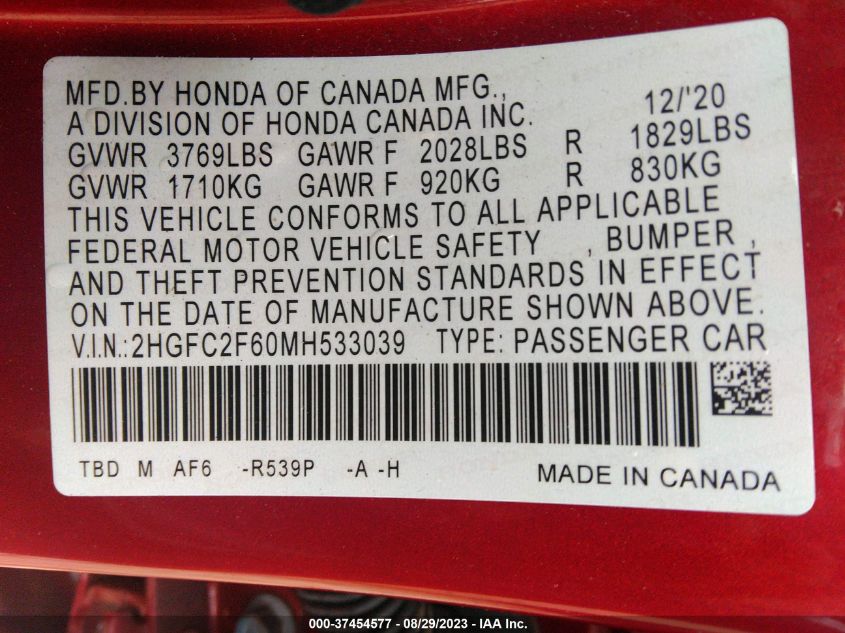 MFD.BY HONDA OF CANADA MFG., 12/'20
A DIVISION OF HONDA CANADA INC.
GVWR 3769LBS GAWR F 2028LBS R 1829LBS
GVWR 1710KG GAWR F 920KG R 830KG
THIS VEHICLE CONFORMS TO ALL APPLICABLE
FEDERAL MOTOR VEHICLE SAFETY , BUMPER ,
AND THEFT PREVENTION STANDARDS IN EFFECT
ON THE DATE OF MANUFACTURE SHOWN ABOVE.
V.I.N.:2HGFC2F60MH533039 TYPE: PASSENGER CAR
TBD M AF6 -R539P -A -H MADE IN CANADA
000-37454577 - 08/29/2023 - IAA Inc.